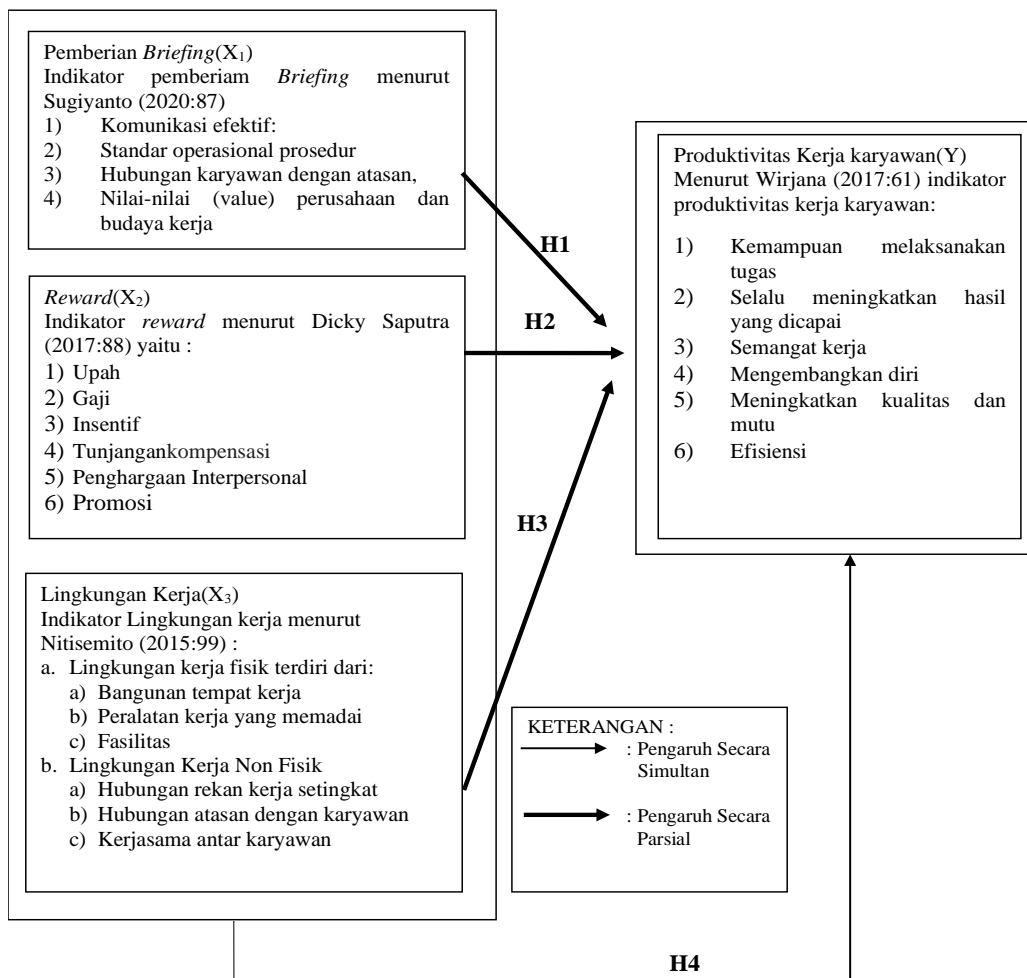 Pemberian Briefing(X1)
Indikator pemberiam Briefing menurut
Sugiyanto (2020:87)
1) Komunikasi efektif:
2) Standar operasional prosedur
3) Hubungan karyawan dengan atasan,
4) Nilai-nilai (value) perusahaan dan
budaya kerja
H1
Reward(X2)
Indikator reward menurut Dicky Saputra
(2017:88) yaitu :
1) Upah
2) Gaji
3) Insentif
4) Tunjangankompensasi
5) Penghargaan Interpersonal
6) Promosi
H2
Lingkungan Kerja(X3)
Indikator Lingkungan kerja menurut
Nitisemito (2015:99) :
a. Lingkungan kerja fisik terdiri dari:
a) Bangunan tempat kerja
b) Peralatan kerja yang memadai
c) Fasilitas
b. Lingkungan Kerja Non Fisik
a) Hubungan rekan kerja setingkat
b) Hubungan atasan dengan karyawan
c) Kerjasama antar karyawan
H3
Produktivitas Kerja karyawan(Y)
Menurut Wirjana (2017:61) indikator
produktivitas kerja karyawan:
1) Kemampuan melaksanakan
tugas
2) Selalu meningkatkan hasil
yang dicapai
3) Semangat kerja
4) Mengembangkan diri
5) Meningkatkan kualitas dan
mutu
6) Efisiensi
KETERANGAN :
: Pengaruh Secara
Simultan
: Pengaruh Secara
Parsial
H4